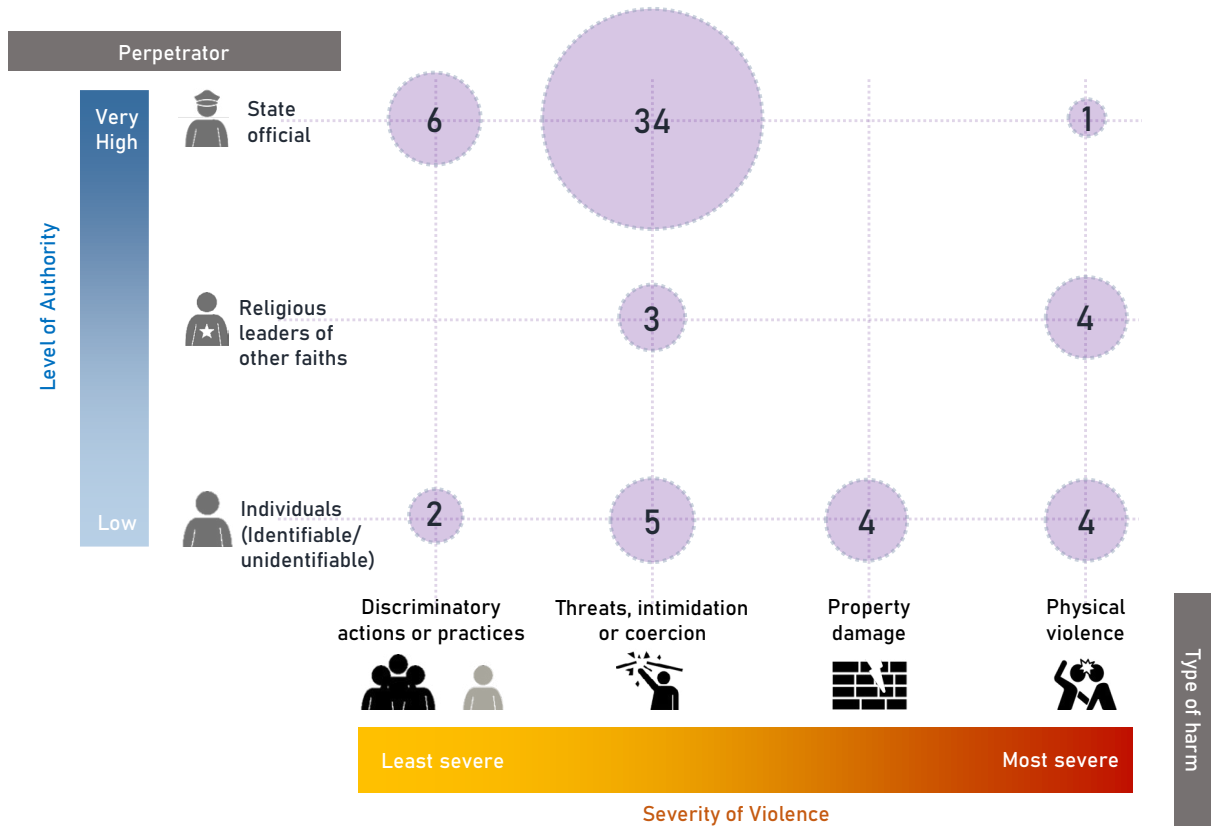 Perpetrator
Very
High
State
official
6
34
1
Level of Authority
Religious
leaders of
other faiths
3
4
Low
Individuals
(Identifiable/
unidentifiable)
2
5
4
4
Discriminatory
actions or practices
Threats, intimidation
or coercion
Property
damage
Physical
violence
Type of harm
Least severe
Most severe
Severity of Violence